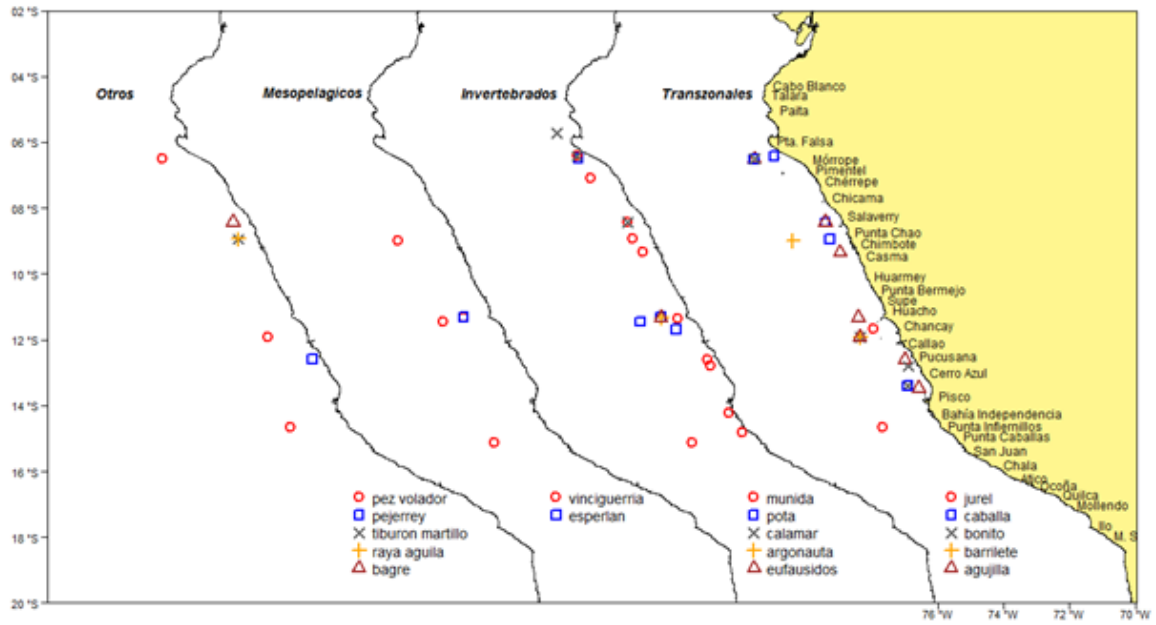 02 °S
04 °S
06 °S
08 °S
10 °S
12 °S
14 °S
16 °S
18 °S
20 °S
Otros
Mesopelagicos
Invertebrados
Transzonales
Cabo Blanco
Talara
Paita
Pta. Falsa
Mórrope
Pimentel
Chérrepe
Chicama
Salaverry
Punta Chao
Chimbote
Casma
Huarmey
Punta Bermejo
Supe
Huacho
Chancay
Callao
Pucusana
Cerro Azul
Pisco
Bahía Independencia
Punta Infiernillos
Punta Caballas
San Juan
Chala
Atico
Ocoña
Quilca
Mollendo
Ilo
M. S
pez volador
pejerrey
tiburon martillo
raya aguila
bagre
vinciguerria
esperlan
munida
pota
calamar
argonauta
eufausidos
jurel
caballa
bonito
barrilete
agujilla
76 °W
74 °W
72 °W
70 °W